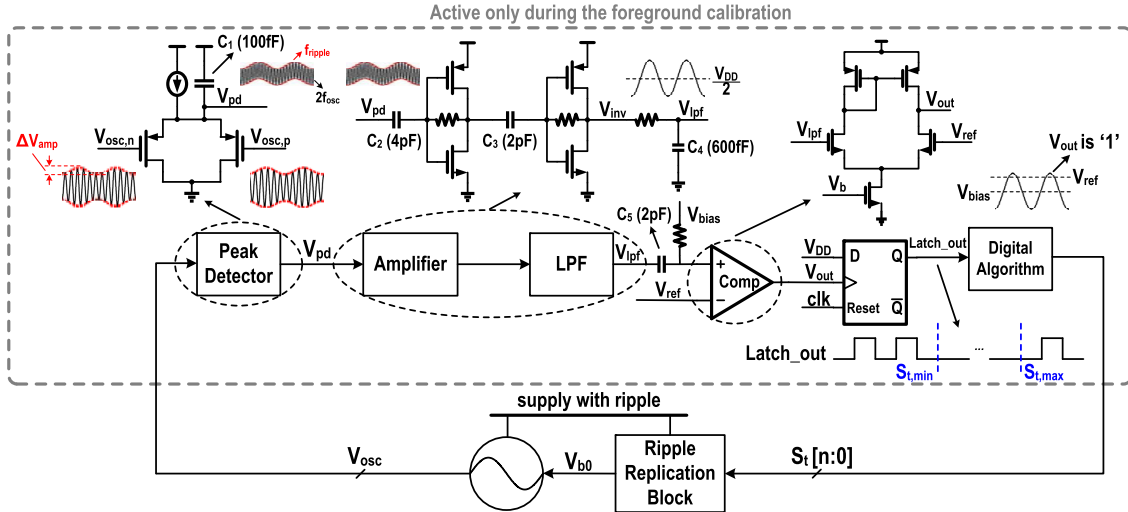 Active only during the foreground calibration
C1 (100fF)
fripple
2fosc
Vpd
Vosc,n
Vosc,p
ΔVamp
Vpd
C2 (4pF)
C3 (2pF)
Vinv
Vlpf
C4 (600fF)
VDD
2
Vout
Vlpf
Vref
Vb
Vout is '1'
Vref
Vbias
Peak
Detector
Vpd
Amplifier
LPF
Vlpf
C5 (2pF)
Vbias
Vref
+
−
Comp
VDD
Vout
clk
D
Q
Reset
Q
Latch_out
Digital
Algorithm
Latch_out
...
St,min
St,max
supply with ripple
Vosc
Vb0
Ripple
Replication
Block
St [n:0]